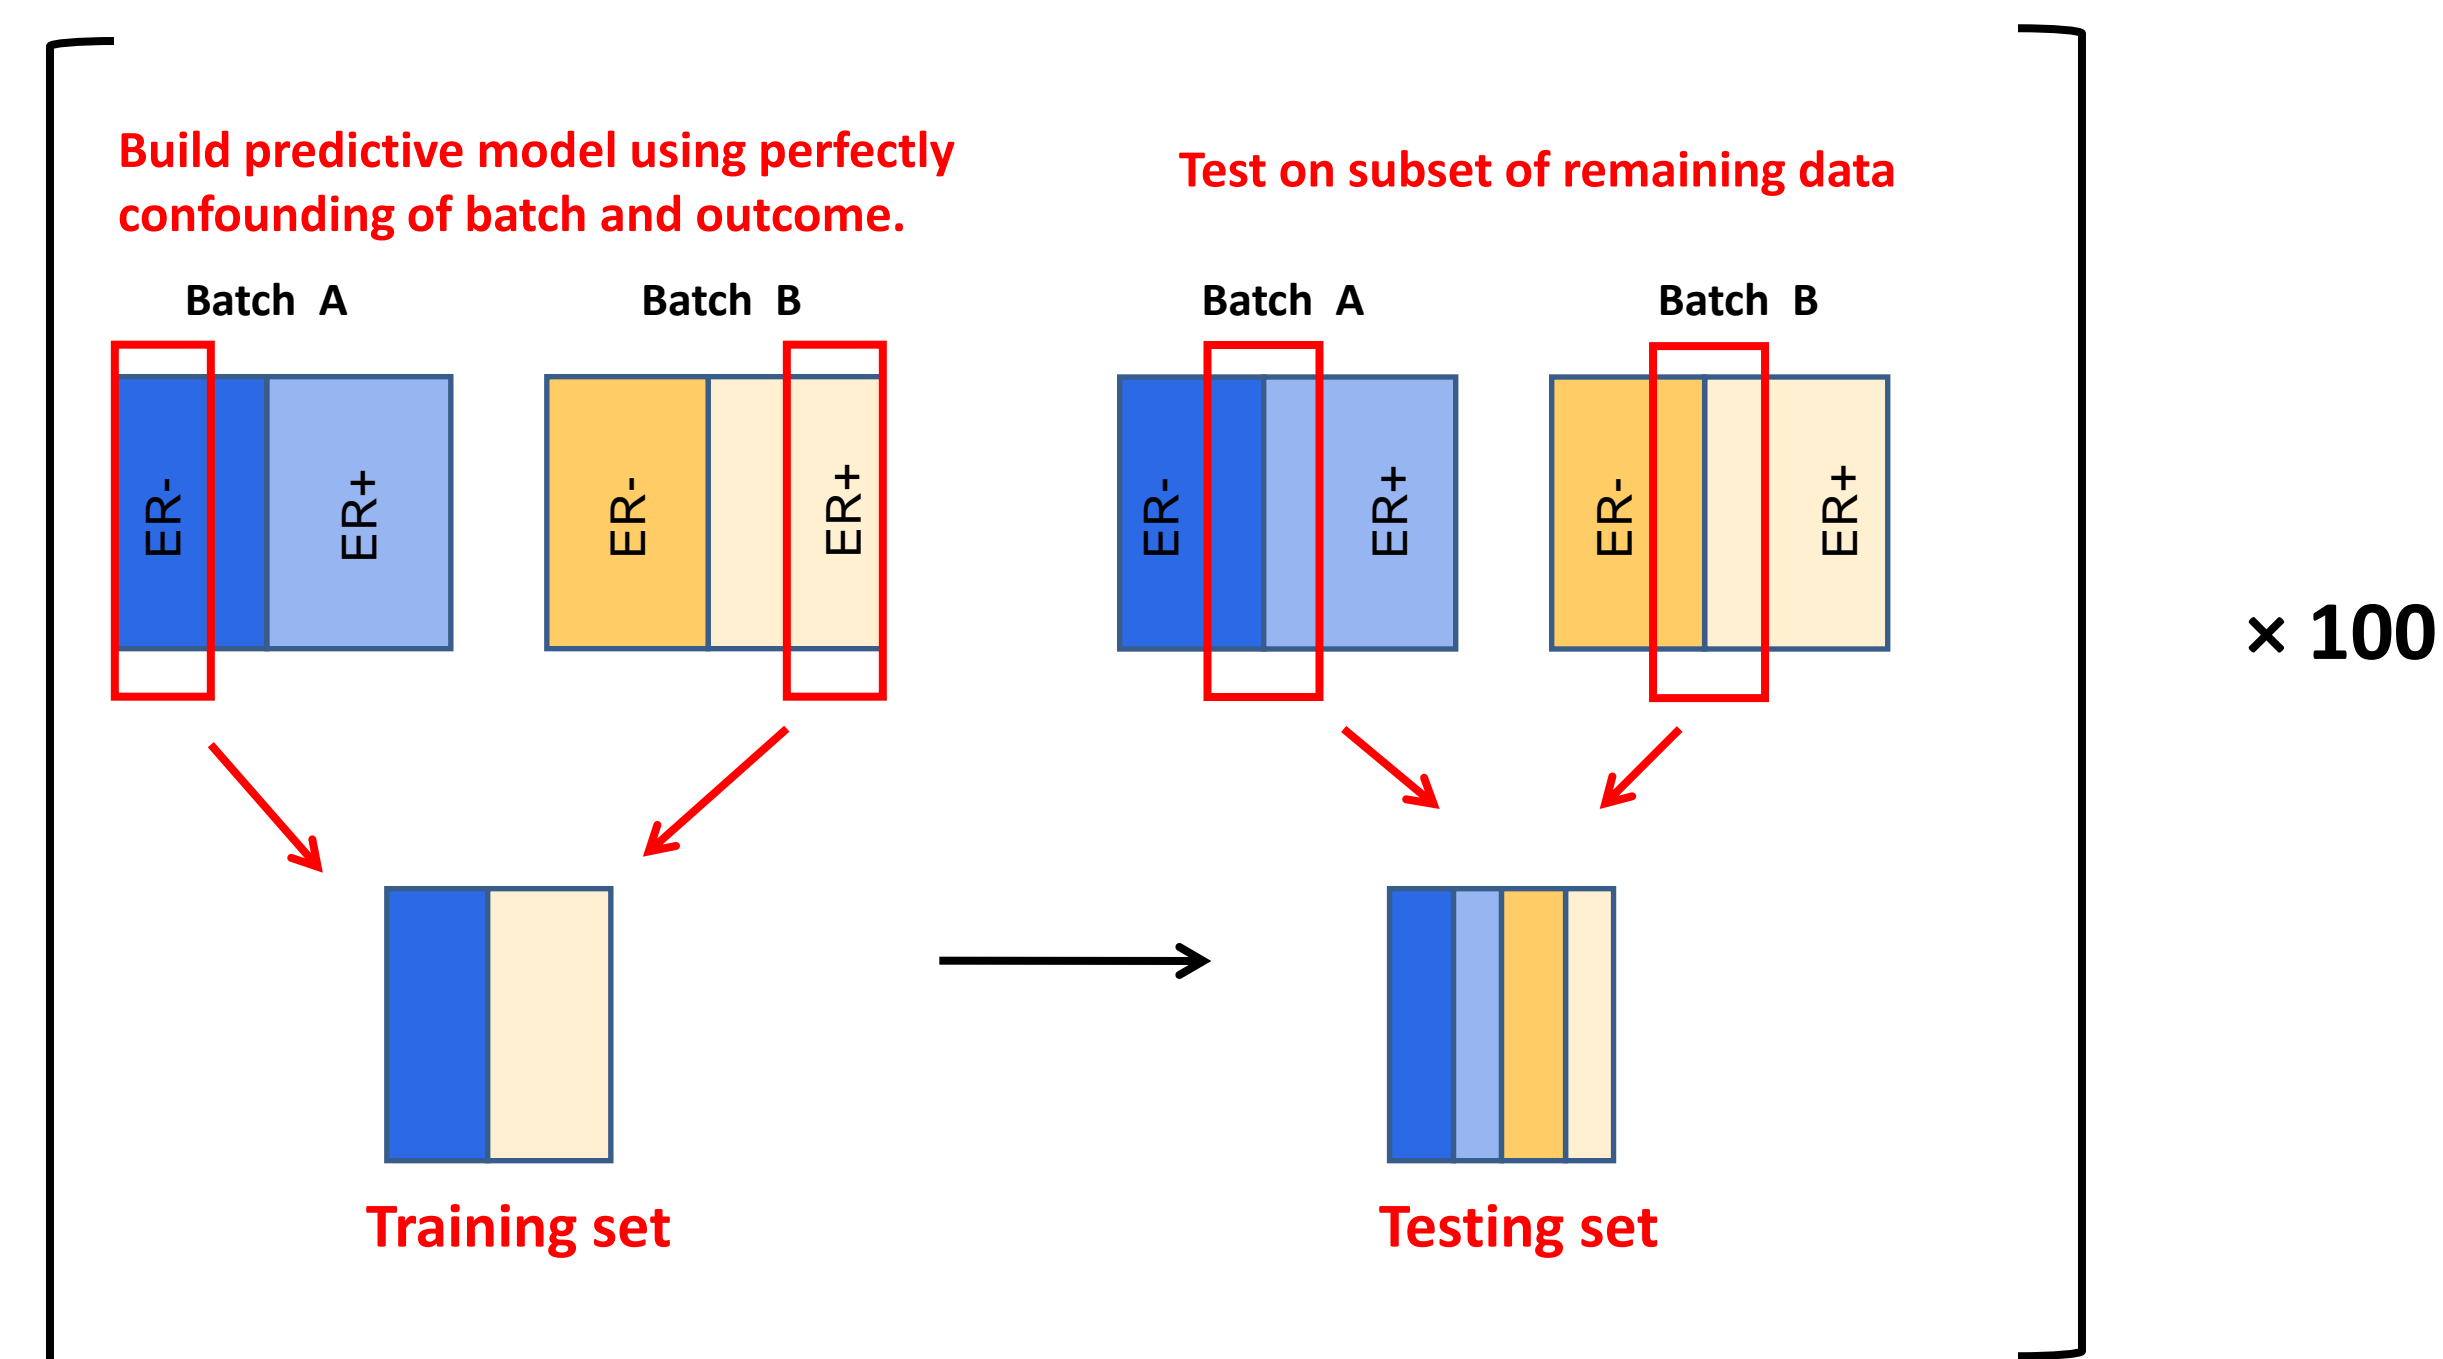 Build predictive model using perfectly
confounding of batch and outcome.
Test on subset of remaining data
Batch A
Batch B
Batch A
Batch B
ER-
ER+
ER-
ER+
ER-
ER+
ER-
ER+
× 100
Training set
Testing set